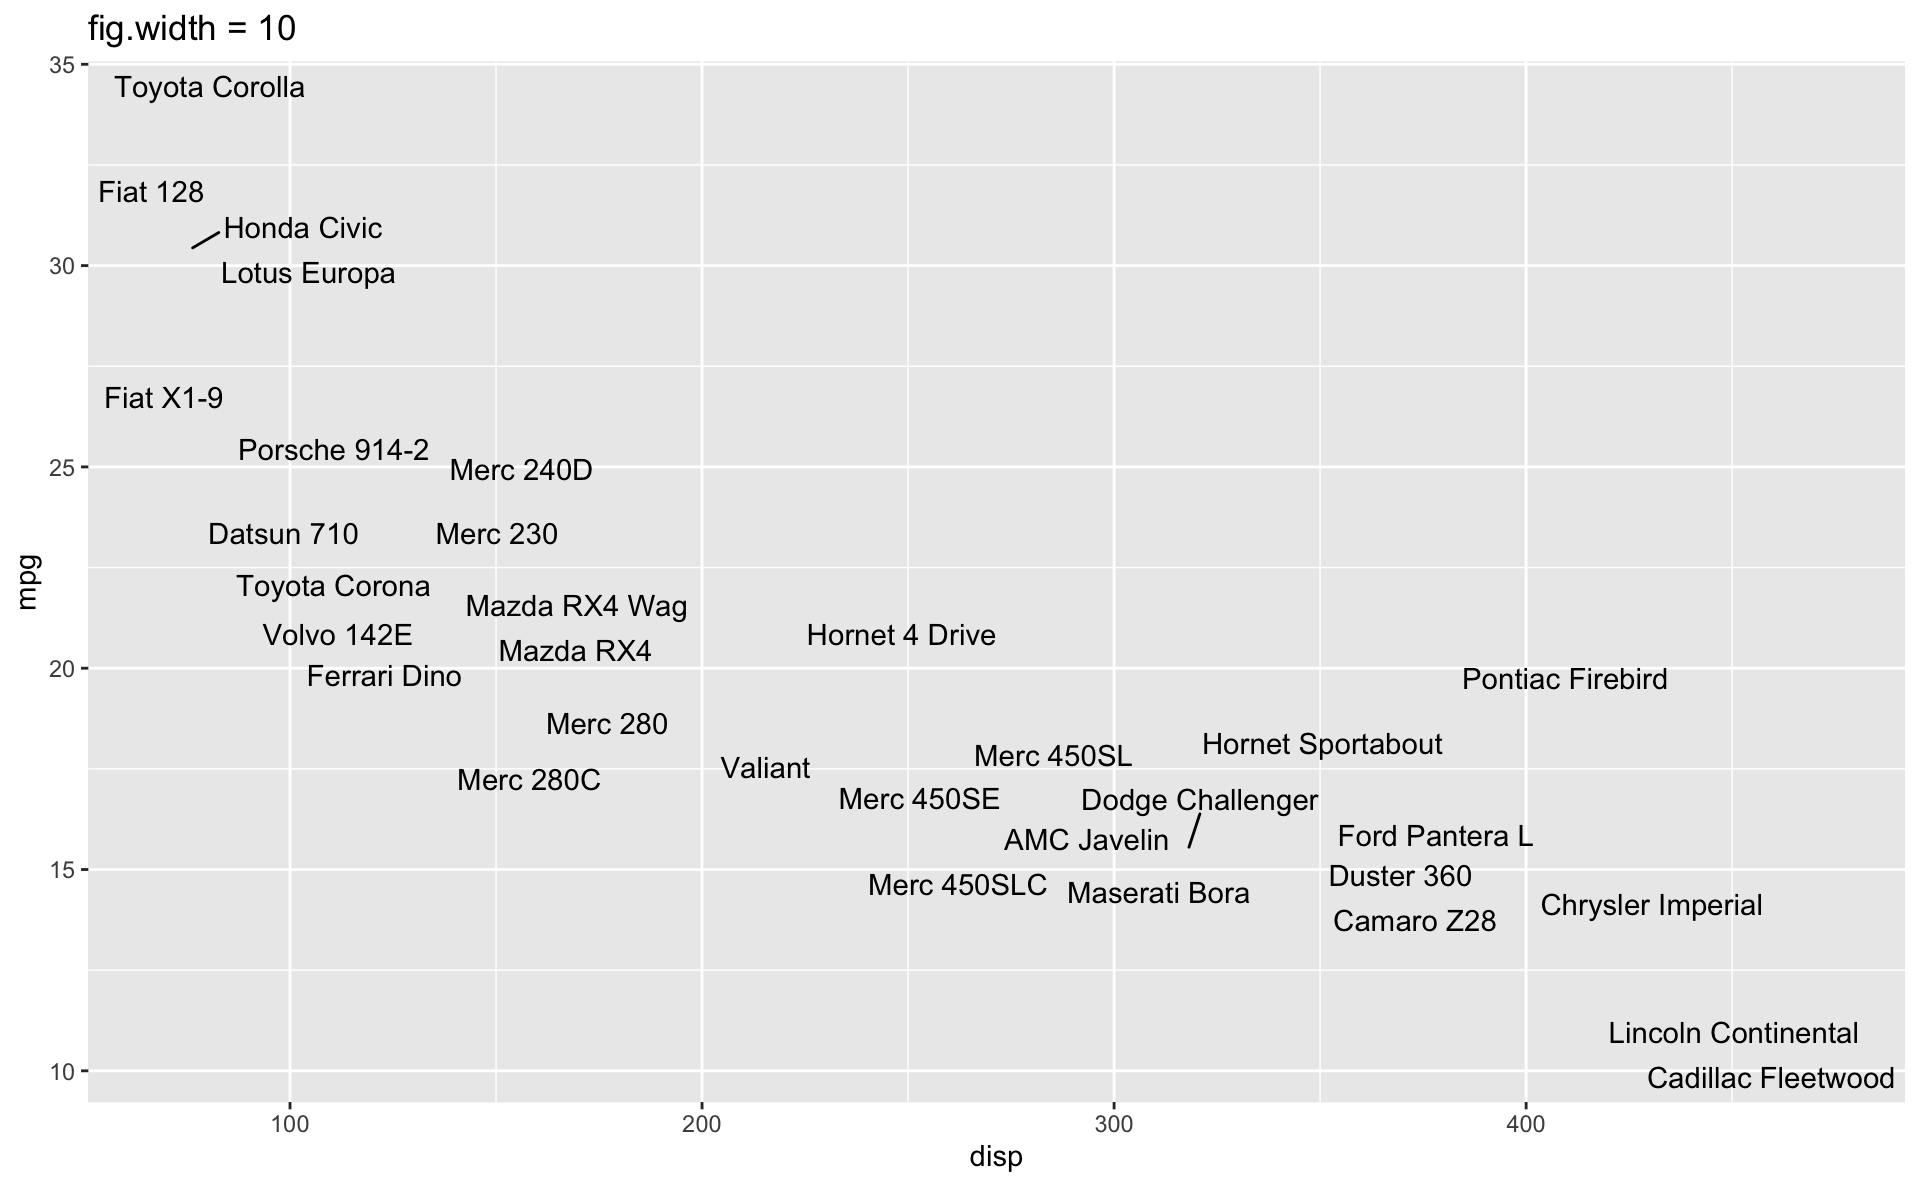 fig.width = 10
35
Toyota Corolla
Fiat 128
Honda Civic
30
Lotus Europa
Fiat X1-9
Porsche 914-2
25
Merc 240D
Datsun 710
Merc 230
mpg
Toyota Corona
Mazda RX4 Wag
Volvo 142E
Hornet 4 Drive
Mazda RX4
20
Ferrari Dino
Pontiac Firebird
Merc 280
Hornet Sportabout
Merc 450SL
Valiant
Merc 280C
Merc 450SE
Dodge Challenger
AMC Javelin
Ford Pantera L
15
Duster 360
Merc 450SLC
Maserati Bora
Chrysler Imperial
Camaro Z28
Lincoln Continental
10
Cadillac Fleetwood
100
200
300
400
disp